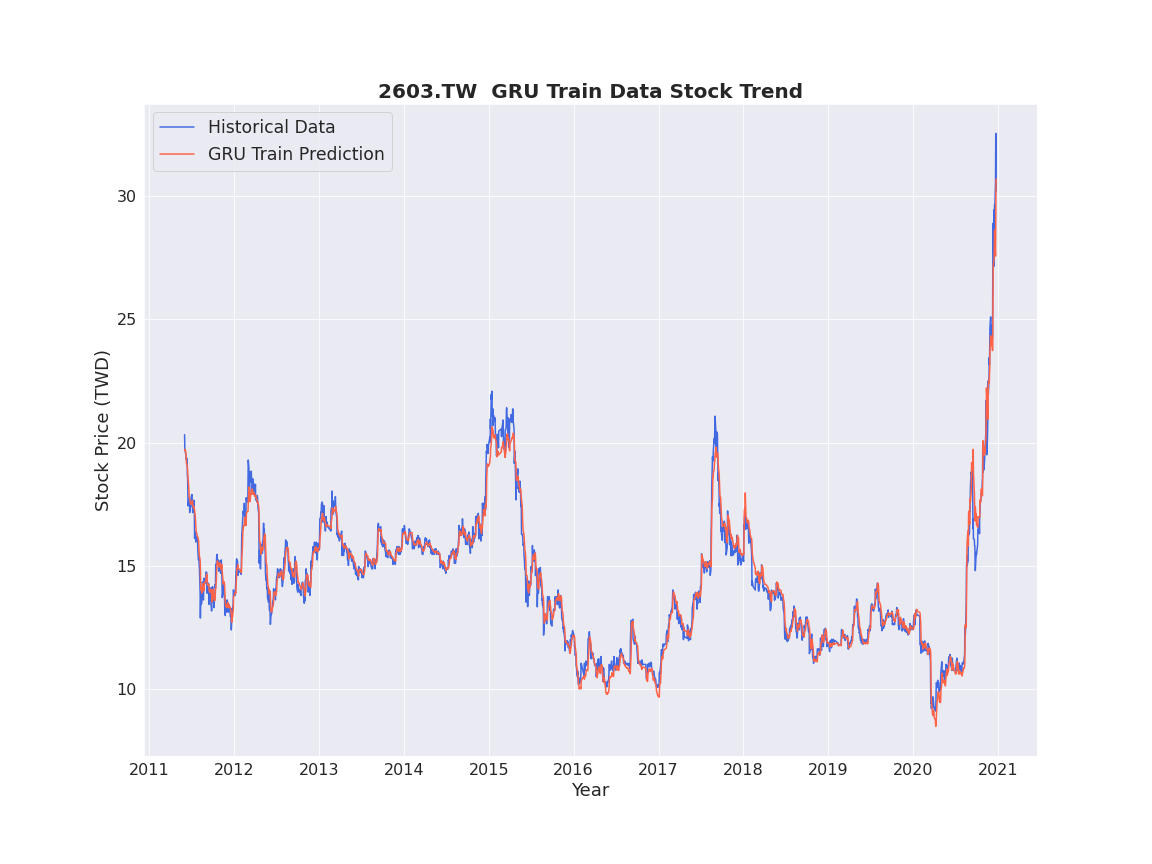 2603.TW  GRU Train Data Stock Trend
Historical Data
GRU Train Prediction
Stock Price (TWD)
30
25
20
15
10
2011 2012 2013 2014 2015 2016 2017 2018 2019 2020 2021
Year